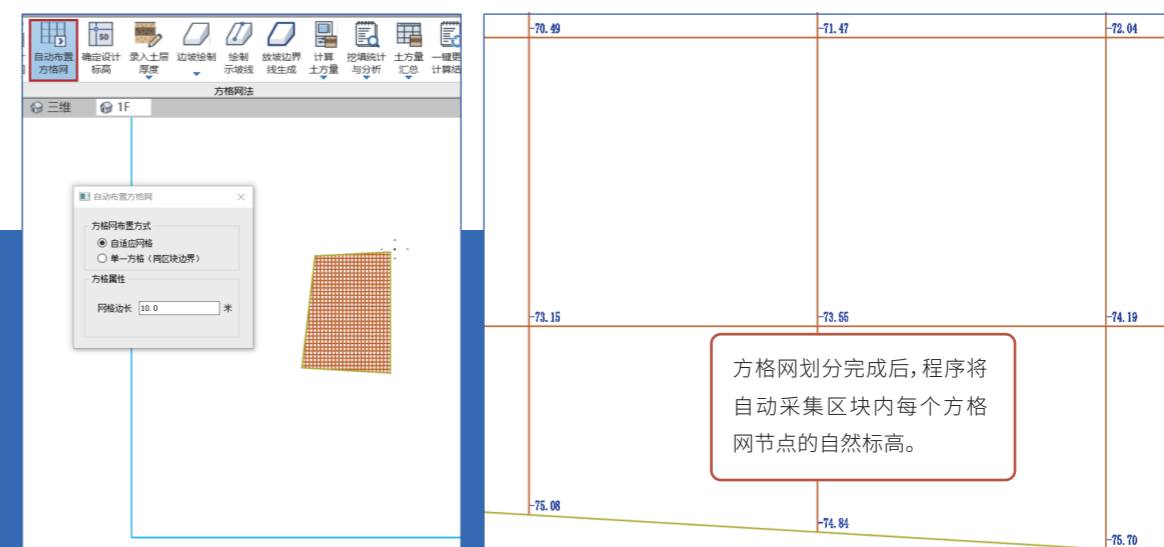 自动布置
方格网
50
确定设计
标高
录入土层
厚度
边坡绘制
绘制
示坡线
放坡边界
线生成
计算
土方量
挖填统计
与分析
土方量
汇总
一键更
计算结
方格网法
三维
1F
自动布置方格网
方格网布置方式
自适应网格
单一方格（同区块边界）
方格属性
网格边长 10.0 米
-70.49 -71.47 -72.04
-73.15 -73.55 -74.19
方格网划分完成后，程序将
自动采集区块内每个方格
网节点的自然标高。
-75.08 -74.84 -75.70